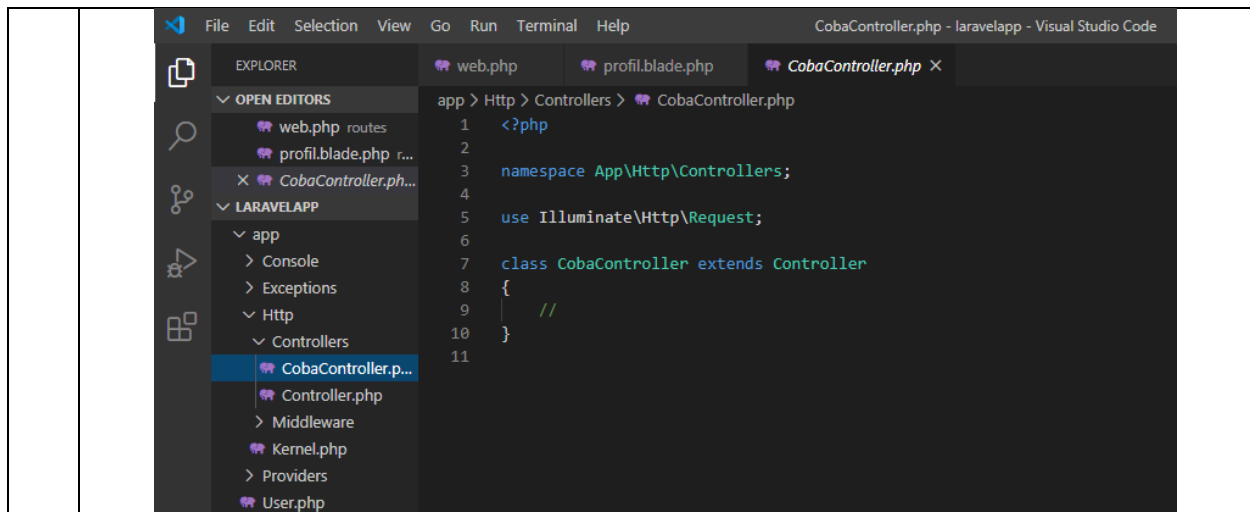 File Edit Selection View Go Run Terminal Help CobaController.php - laravelapp - Visual Studio Code
EXPLORER
OPEN EDITORS
web.php routes
profil.blade.php r...
CobaController.ph...
LARAVELAPP
app
Console
Exceptions
Http
Controllers
CobaController.p...
Controller.php
Middleware
Kernel.php
Providers
User.php
web.php profil.blade.php CobaController.php
app > Http > Controllers > CobaController.php
1 <?php
2
3 namespace App\Http\Controllers;
4
5 use Illuminate\Http\Request;
6
7 class CobaController extends Controller
8 {
9 //
10 }
11